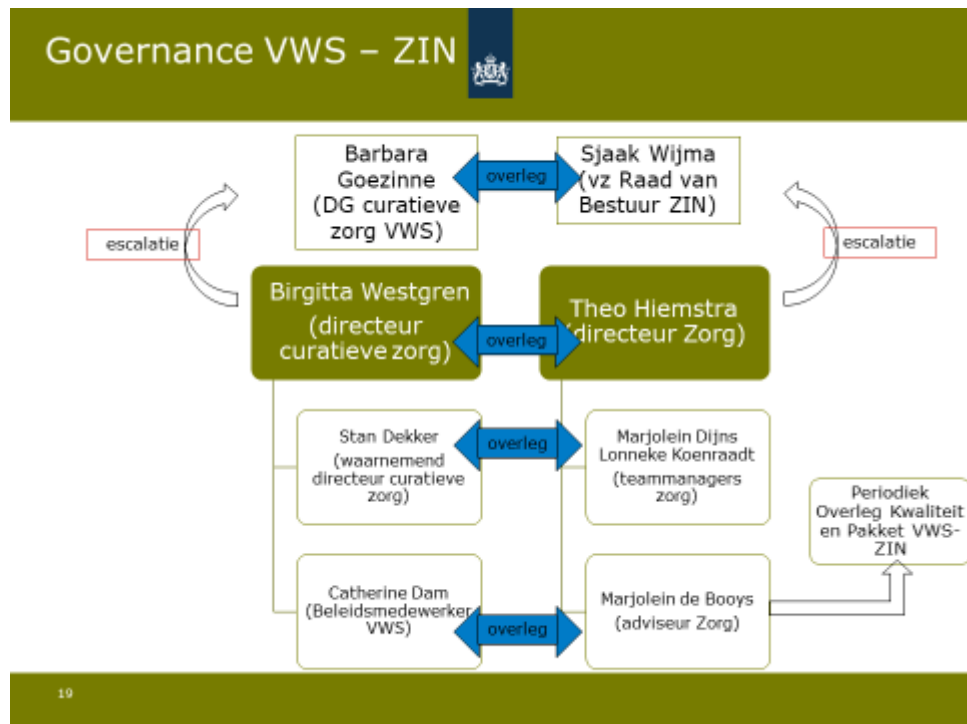 Governance VWS – ZIN
Barbara
Goezinne
(DG curatieve
zorg VWS)
overleg
Sjaak Wijma
(vz Raad van
Bestuur ZIN)
escalatie
escalatie
Birgitta Westgren
(directeur
curatieve zorg)
overleg
Theo Hiemstra
(directeur Zorg)
Stan Dekker
(waarnemend
directeur curatieve
zorg)
overleg
Marjolein Dijns
Lonneke Koenraadt
(teammanagers
zorg)
Periodiek
Overleg Kwaliteit
en Pakket VWS-
ZIN
Catherine Dam
(Beleidsmedewerker
VWS)
overleg
Marjolein de Booys
(adviseur Zorg)
19